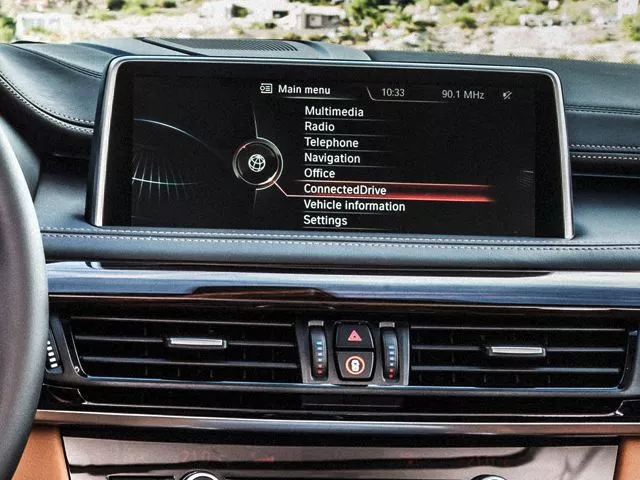 Main menu 10:33 90.1 MHz
Multimedia
Radio
Telephone
Navigation
Office
ConnectedDrive
Vehicle information
Settings